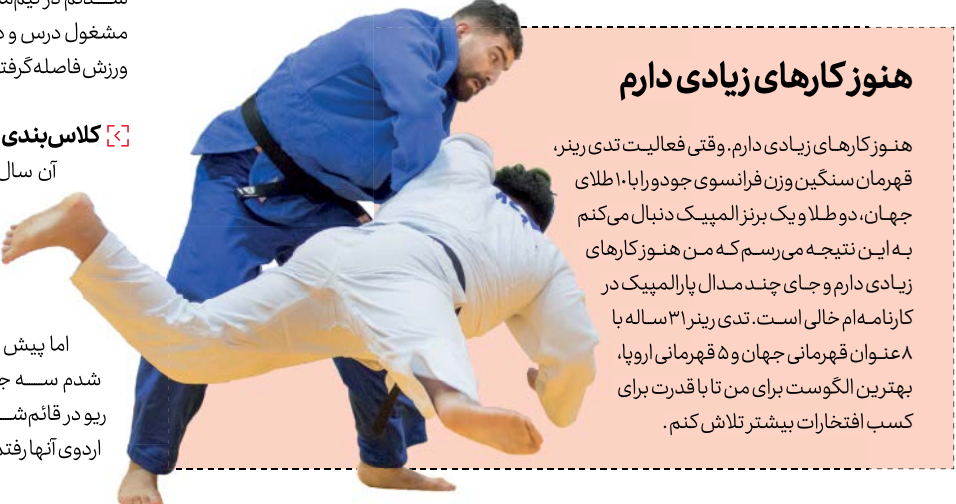 هنوز کارهای زیادی دارم
هنوز کارهای زیادی دارم. وقتی فعالیت تدی رینر،
قهرمان سنگین وزن فرانسوی جودو را با ۱۰ طلای
جهان، دو طلا و یک برنز المپیک دنبال می‌کنم
به این نتیجه می‌رسم که من هنوز کارهای
زیادی دارم و جای چند مدال پارالمپیک در
کارنامه‌ام خالی است. تدی رینر ۳۱ ساله با
۸ عنوان قهرمانی جهان و ۵ قهرمانی اروپا،
بهترین الگوست برای من تا با قدرت برای
کسب افتخارات بیشتر تلاش کنم.
مشغول درس و د
ورزش فاصله گرفت
کلاس‌بندی
آن سال
اما پیش
شدم سه ج
ریو در قائم‌شـ
اردوی آنها رفتم